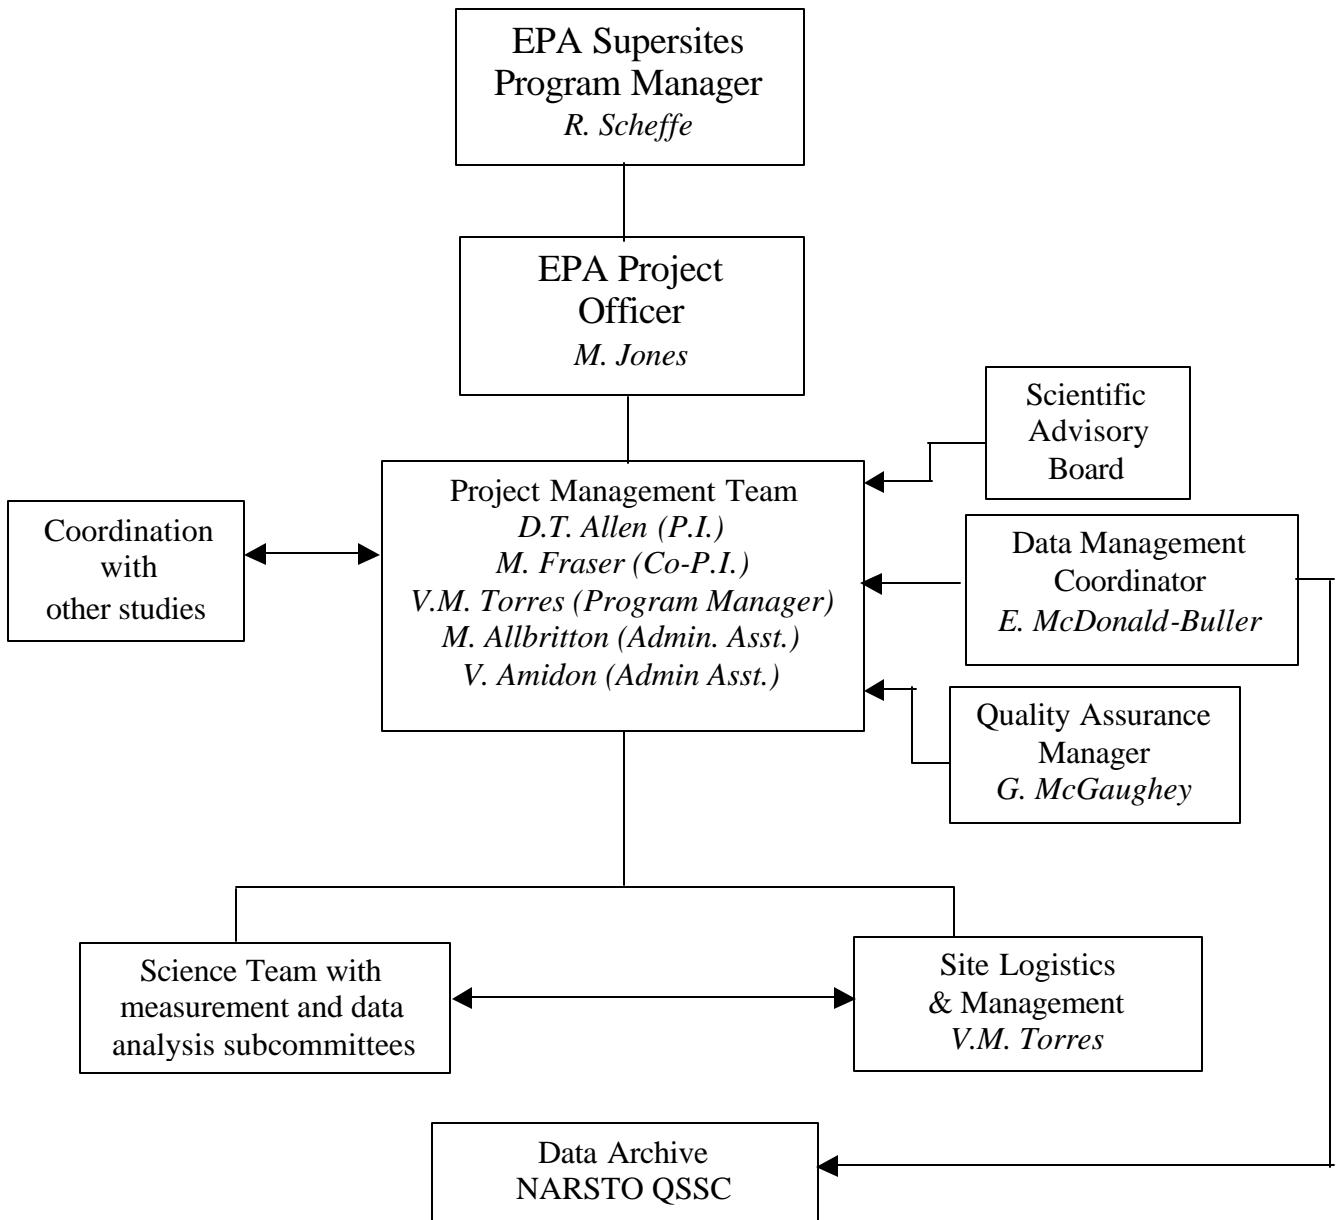 EPA Supersites
Program Manager
R. Scheffe
EPA Project
Officer
M. Jones
Scientific
Advisory
Board
Project Management Team
D.T. Allen (P.I.)
M. Fraser (Co-P.I.)
V.M. Torres (Program Manager)
M. Allbritton (Admin. Asst.)
V. Amidon (Admin Asst.)
Coordination
with
other studies
Data Management
Coordinator
E. McDonald-Buller
Quality Assurance
Manager
G. McGaughey
Science Team with
measurement and data
analysis subcommittees
Site Logistics
& Management
V.M. Torres
Data Archive
NARSTO QSSC